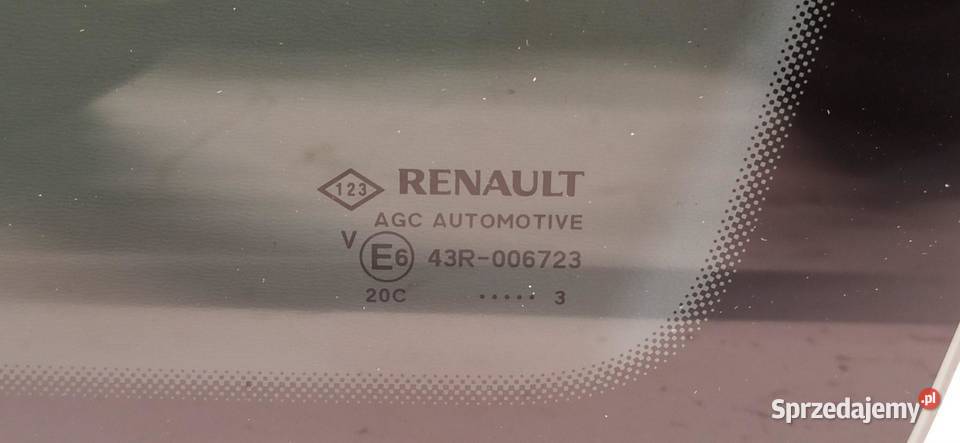 123 RENAULT
AGC AUTOMOTIVE
V
E6 43R-006723
20C ..... 3
Sprzedajemy.pl